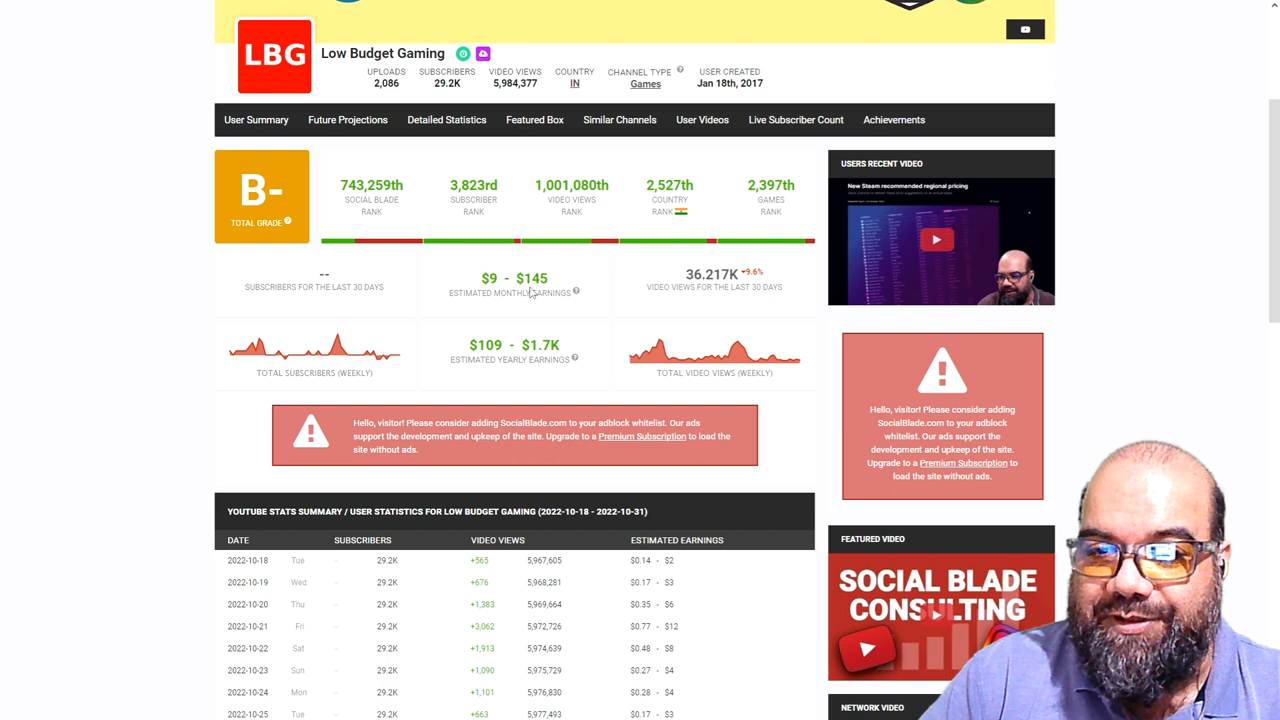 LBG
Low Budget Gaming
UPLOADS
2,086
SUBSCRIBERS
29.2K
VIDEO VIEWS
5,984,377
COUNTRY
IN
CHANNEL TYPE
Games
USER CREATED
Jan 18th, 2017
User Summary
Future Projections
Detailed Statistics
Featured Box
Similar Channels
User Videos
Live Subscriber Count
Achievements
B-
TOTAL GRADE
743,259th
SOCIAL BLADE
RANK
3,823rd
SUBSCRIBER
RANK
1,001,080th
VIDEO VIEWS
RANK
2,527th
COUNTRY
RANK
2,397th
GAMES
RANK
--
SUBSCRIBERS FOR THE LAST 30 DAYS
$9 - $145
ESTIMATED MONTHLY EARNINGS
36.217K -9.6%
VIDEO VIEWS FOR THE LAST 30 DAYS
TOTAL SUBSCRIBERS (WEEKLY)
$109 - $1.7K
ESTIMATED YEARLY EARNINGS
TOTAL VIDEO VIEWS (WEEKLY)
Hello, visitor! Please consider adding SocialBlade.com to your adblock whitelist. Our ads
support the development and upkeep of the site. Upgrade to a Premium Subscription to load the
site without ads.
YOUTUBE STATS SUMMARY / USER STATISTICS FOR LOW BUDGET GAMING (2022-10-18 - 2022-10-31)
DATE SUBSCRIBERS VIDEO VIEWS ESTIMATED EARNINGS
2022-10-18 Tue -- 29.2K +565 5,967,605 $0.14 - $2
2022-10-19 Wed -- 29.2K +676 5,968,281 $0.17 - $3
2022-10-20 Thu -- 29.2K +1,383 5,969,664 $0.35 - $6
2022-10-21 Fri -- 29.2K +3,062 5,972,726 $0.77 - $12
2022-10-22 Sat -- 29.2K +1,913 5,974,639 $0.48 - $8
2022-10-23 Sun -- 29.2K +1,090 5,975,729 $0.27 - $4
2022-10-24 Mon -- 29.2K +1,101 5,976,830 $0.28 - $4
2022-10-25 Tue -- 29.2K +663 5,977,493 $0.17 - $3
USERS RECENT VIDEO
New Steam recommended regional pricing
Hello, visitor! Please consider adding
SocialBlade.com to your adblock
whitelist. Our ads support the
development and upkeep of the site.
Upgrade to a Premium Subscription to
load the site without ads.
FEATURED VIDEO
SOCIAL BLADE
CONSULTING
NETWORK VIDEO